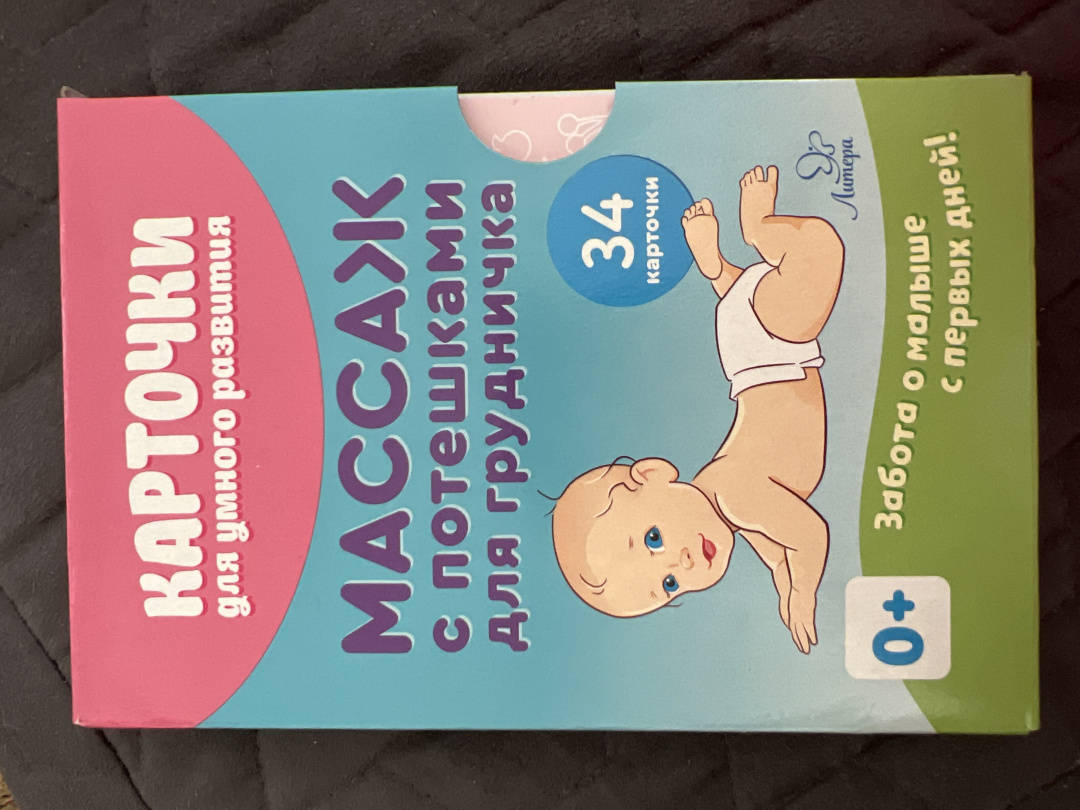 КАРТОЧКИ
для умного развития
МАССАЖ
С ПОТЕШКАМИ
ДЛЯ ГРУДНИЧКА
34
карточки
Литера
0+
Забота о малыше
с первых дней!